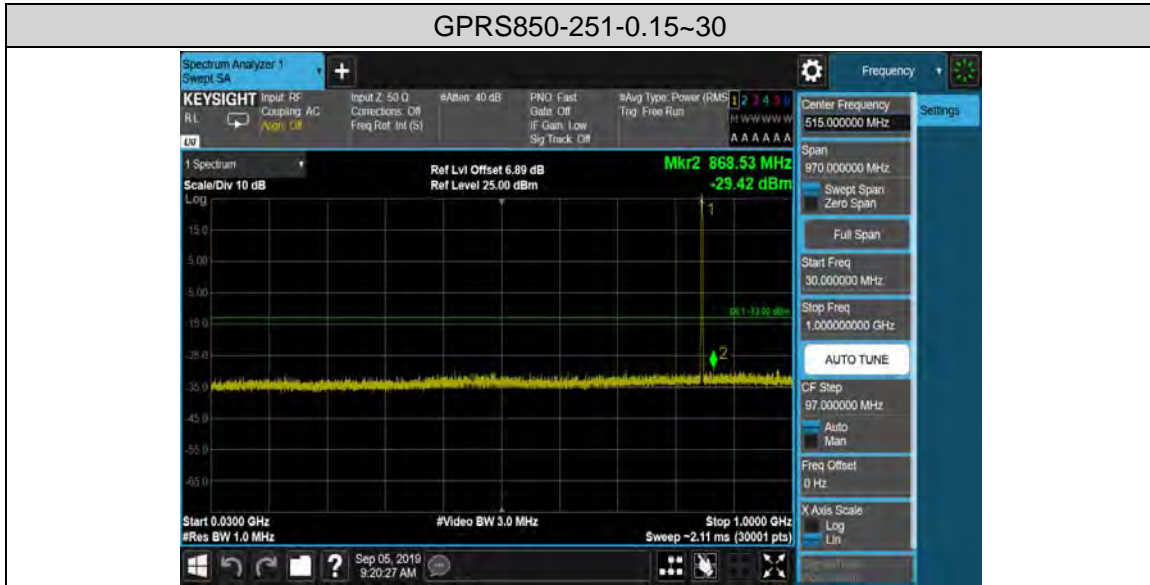 GPRS850-251-0.15~30
Spectrum Analyzer 1
Swept SA
Frequency
KEYSIGHT
RL
Input: RF
Coupling: AC
Align: Off
Input Z: 50 Ω
Corrections: Off
Freq Ref: Int (S)
#Atten: 40 dB
PNO: Fast
Gate: Off
IF Gain: Low
Sig Track: Off
#Avg Type: Power (RMS
Trig: Free Run
1 2 3 4 5 6
M W W W W W
A A A A A A
LXI
1 Spectrum
Scale/Div 10 dB
Log
Ref Lvl Offset 6.89 dB
Ref Level 25.00 dBm
Mkr2 868.53 MHz
-29.42 dBm
15.0
5.00
-5.00
-15.0
-25.0
-35.0
-45.0
-55.0
-65.0
1
DL1 -13.00 dBm
2
Start 0.0300 GHz
#Res BW 1.0 MHz
#Video BW 3.0 MHz
Stop 1.0000 GHz
Sweep ~2.11 ms (30001 pts)
Sep 05, 2019
9:20:27 AM
Settings
Center Frequency
515.000000 MHz
Span
970.000000 MHz
Swept Span
Zero Span
Full Span
Start Freq
30.000000 MHz
Stop Freq
1.000000000 GHz
AUTO TUNE
CF Step
97.000000 MHz
Auto
Man
Freq Offset
0 Hz
X Axis Scale
Log
Lin